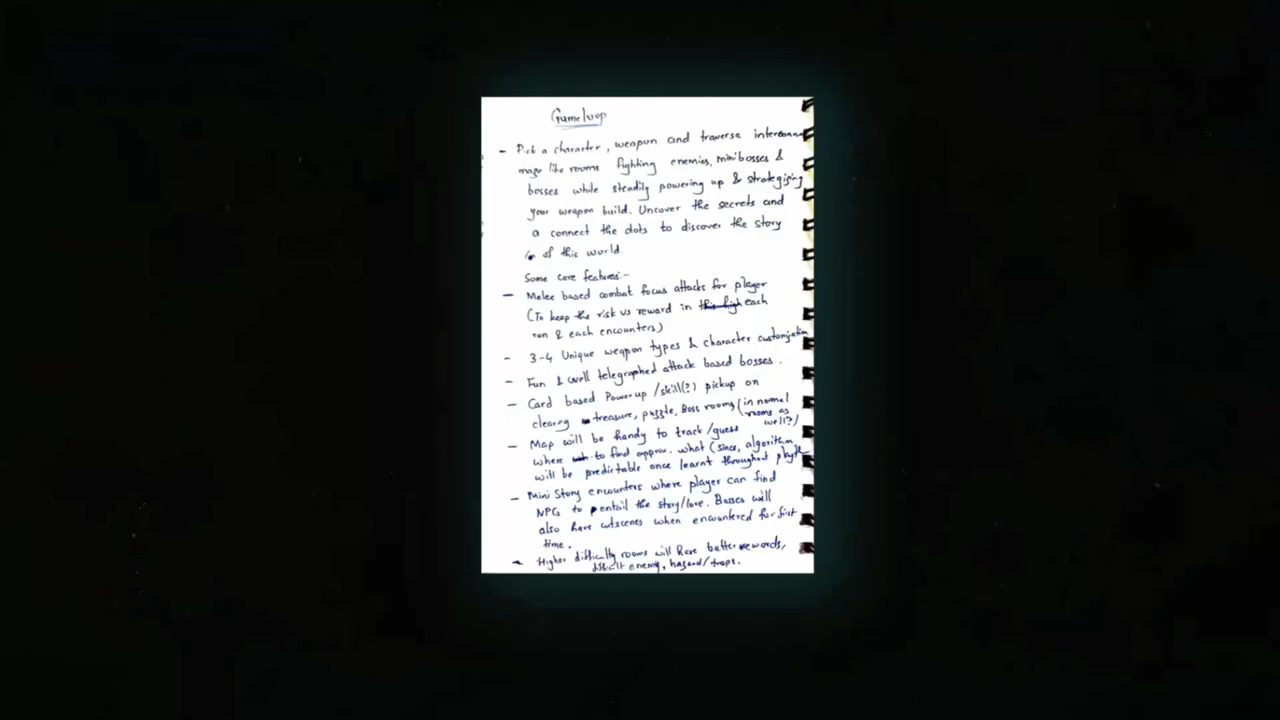 Gameloop
- Pick a character, weapon and traverse
maze like rooms fighting enemies, minibosses &
bosses while steadily powering up & strategizing
your weapon build. Uncover the secrets and
a connect the dots to discover the story
of this world.
Some core features:-
- Melee based combat focus attacks for player
(To keep the risk vs reward in each
run & each encounters)
- 3-4 Unique weapon types & character customization
- Fun & well telegraphed attack based bosses.
- Card based Powerup/skill(?) pickup on
clearing treasure, puzzle, Boss rooms (in normal
rooms as
well?)
- Map will be handy to track/guess
where to find approx. what (since, algorithm
will be predictable once learnt throughout
- Mini Story encounters where player can find
NPCs to entail the story/lore. Bosses will
also have cutscenes when encountered for first
time.
- Higher difficulty rooms will have better rewards,
difficult enemy, hazard/traps.